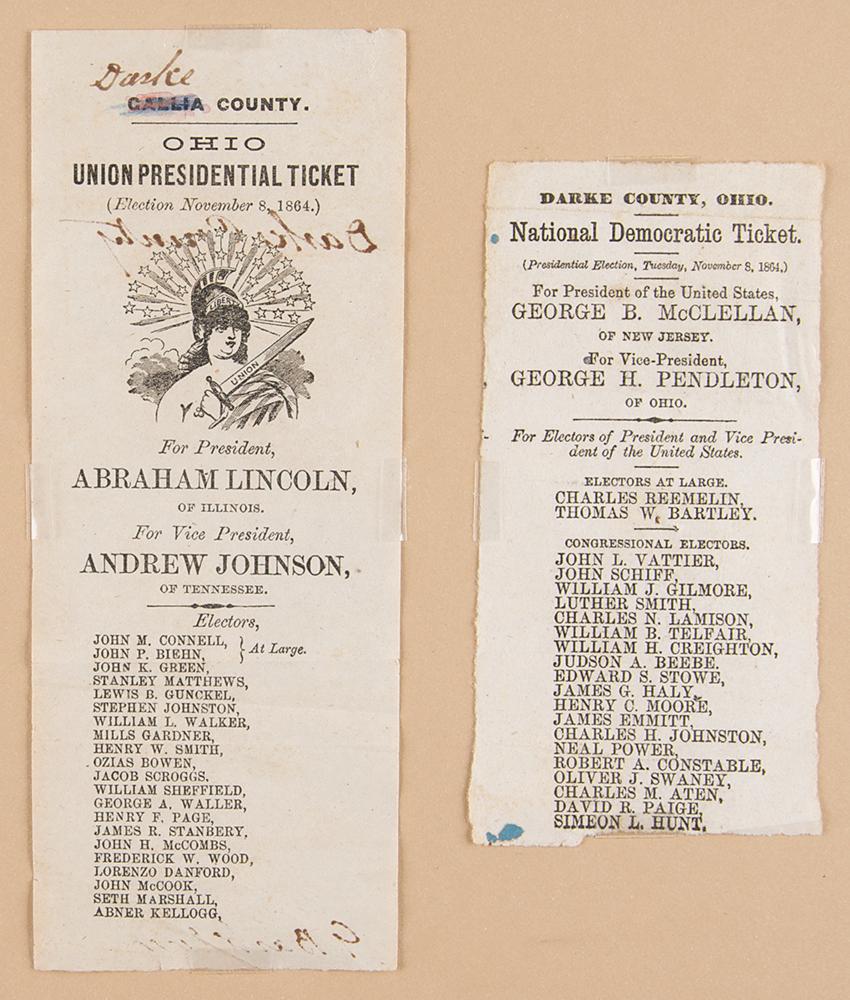 Darke
GALLIA COUNTY.
OHIO
UNION PRESIDENTIAL TICKET
(Election November 8, 1864.)
Darke County
LIBERTY
UNION
For President,
ABRAHAM LINCOLN,
OF ILLINOIS.
For Vice President,
ANDREW JOHNSON,
OF TENNESSEE.
Electors,
JOHN M. CONNELL,
JOHN P. BIEHN,
At Large.
JOHN K. GREEN,
STANLEY MATTHEWS,
LEWIS B. GUNCKEL,
STEPHEN JOHNSTON,
WILLIAM L. WALKER,
MILLS GARDNER,
HENRY W. SMITH,
OZIAS BOWEN,
JACOB SCROGGS.
WILLIAM SHEFFIELD,
GEORGE A. WALLER,
HENRY F. PAGE,
JAMES R. STANBERY,
JOHN H. McCOMBS,
FREDERICK W. WOOD,
LORENZO DANFORD,
JOHN McCOOK,
SETH MARSHALL,
ABNER KELLOGG,
DARKE COUNTY, OHIO.
National Democratic Ticket.
(Presidential Election, Tuesday, November 8, 1864,)
For President of the United States,
GEORGE B. McCLELLAN,
OF NEW JERSEY.
For Vice-President,
GEORGE H. PENDLETON,
OF OHIO.
For Electors of President and Vice Presi-
dent of the United States.
ELECTORS AT LARGE.
CHARLES REEMELIN,
THOMAS W. BARTLEY.
CONGRESSIONAL ELECTORS.
JOHN L. VATTIER,
JOHN SCHIFF,
WILLIAM J. GILMORE,
LUTHER SMITH,
CHARLES N. LAMISON,
WILLIAM B. TELFAIR,
WILLIAM H. CREIGHTON,
JUDSON A. BEEBE.
EDWARD S. STOWE,
JAMES G. HALY,
HENRY C. MOORE,
JAMES EMMITT,
CHARLES H. JOHNSTON,
NEAL POWER,
ROBERT A. CONSTABLE,
OLIVER J. SWANEY,
CHARLES M. ATEN,
DAVID R. PAIGE,
SIMEON L. HUNT.